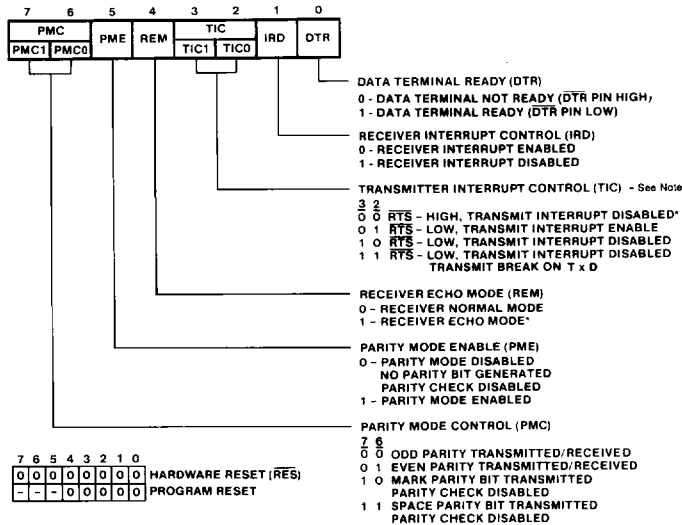 7 6 5 4 3 2 1 0
PMC PME REM TIC IRD DTR
PMC1 PMC0 TIC1 TIC0
DATA TERMINAL READY (DTR)
0 - DATA TERMINAL NOT READY (DTR PIN HIGH)
1 - DATA TERMINAL READY (DTR PIN LOW)
RECEIVER INTERRUPT CONTROL (IRD)
0 - RECEIVER INTERRUPT ENABLED
1 - RECEIVER INTERRUPT DISABLED
TRANSMITTER INTERRUPT CONTROL (TIC) - See Note
3 2
0 0 RTS - HIGH, TRANSMIT INTERRUPT DISABLED*
0 1 RTS - LOW, TRANSMIT INTERRUPT ENABLE
1 0 RTS - LOW, TRANSMIT INTERRUPT DISABLED
1 1 RTS - LOW, TRANSMIT INTERRUPT DISABLED
TRANSMIT BREAK ON T x D
RECEIVER ECHO MODE (REM)
0 - RECEIVER NORMAL MODE
1 - RECEIVER ECHO MODE*
PARITY MODE ENABLE (PME)
0 - PARITY MODE DISABLED
NO PARITY BIT GENERATED
PARITY CHECK DISABLED
1 - PARITY MODE ENABLED
PARITY MODE CONTROL (PMC)
7 6
0 0 ODD PARITY TRANSMITTED/RECEIVED
0 1 EVEN PARITY TRANSMITTED/RECEIVED
1 0 MARK PARITY BIT TRANSMITTED
PARITY CHECK DISABLED
1 1 SPACE PARITY BIT TRANSMITTED
PARITY CHECK DISABLED
7 6 5 4 3 2 1 0
0 0 0 0 0 0 0 0 HARDWARE RESET (RES)
- - - 0 0 0 0 0 PROGRAM RESET